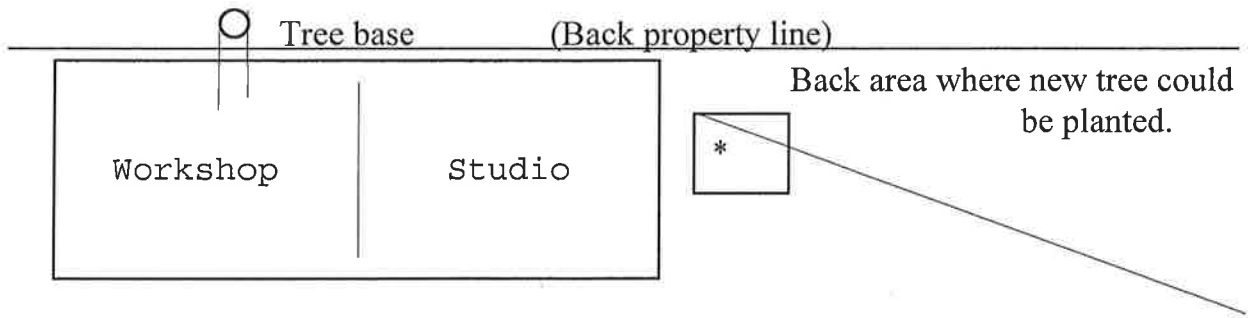 Tree base (Back property line)
Back area where new tree could
be planted.
Workshop Studio *